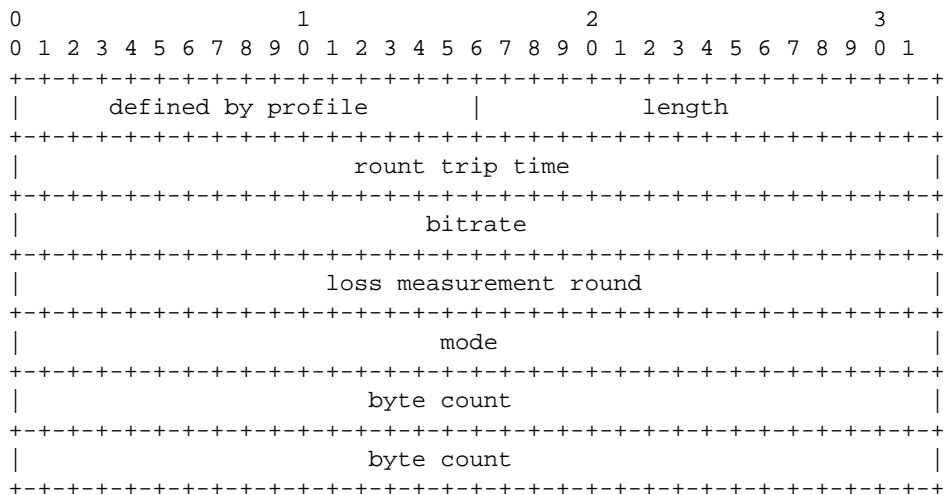 0                   1                   2                   3
0 1 2 3 4 5 6 7 8 9 0 1 2 3 4 5 6 7 8 9 0 1 2 3 4 5 6 7 8 9 0 1
+-+-+-+-+-+-+-+-+-+-+-+-+-+-+-+-+-+-+-+-+-+-+-+-+-+-+-+-+-+-+-+-+
|      defined by profile       |           length              |
+-+-+-+-+-+-+-+-+-+-+-+-+-+-+-+-+-+-+-+-+-+-+-+-+-+-+-+-+-+-+-+-+
|                       rount trip time                         |
+-+-+-+-+-+-+-+-+-+-+-+-+-+-+-+-+-+-+-+-+-+-+-+-+-+-+-+-+-+-+-+-+
|                            bitrate                            |
+-+-+-+-+-+-+-+-+-+-+-+-+-+-+-+-+-+-+-+-+-+-+-+-+-+-+-+-+-+-+-+-+
|                     loss measurement round                    |
+-+-+-+-+-+-+-+-+-+-+-+-+-+-+-+-+-+-+-+-+-+-+-+-+-+-+-+-+-+-+-+-+
|                             mode                              |
+-+-+-+-+-+-+-+-+-+-+-+-+-+-+-+-+-+-+-+-+-+-+-+-+-+-+-+-+-+-+-+-+
|                        byte count                             |
+-+-+-+-+-+-+-+-+-+-+-+-+-+-+-+-+-+-+-+-+-+-+-+-+-+-+-+-+-+-+-+-+
|                        byte count                             |
+-+-+-+-+-+-+-+-+-+-+-+-+-+-+-+-+-+-+-+-+-+-+-+-+-+-+-+-+-+-+-+-+